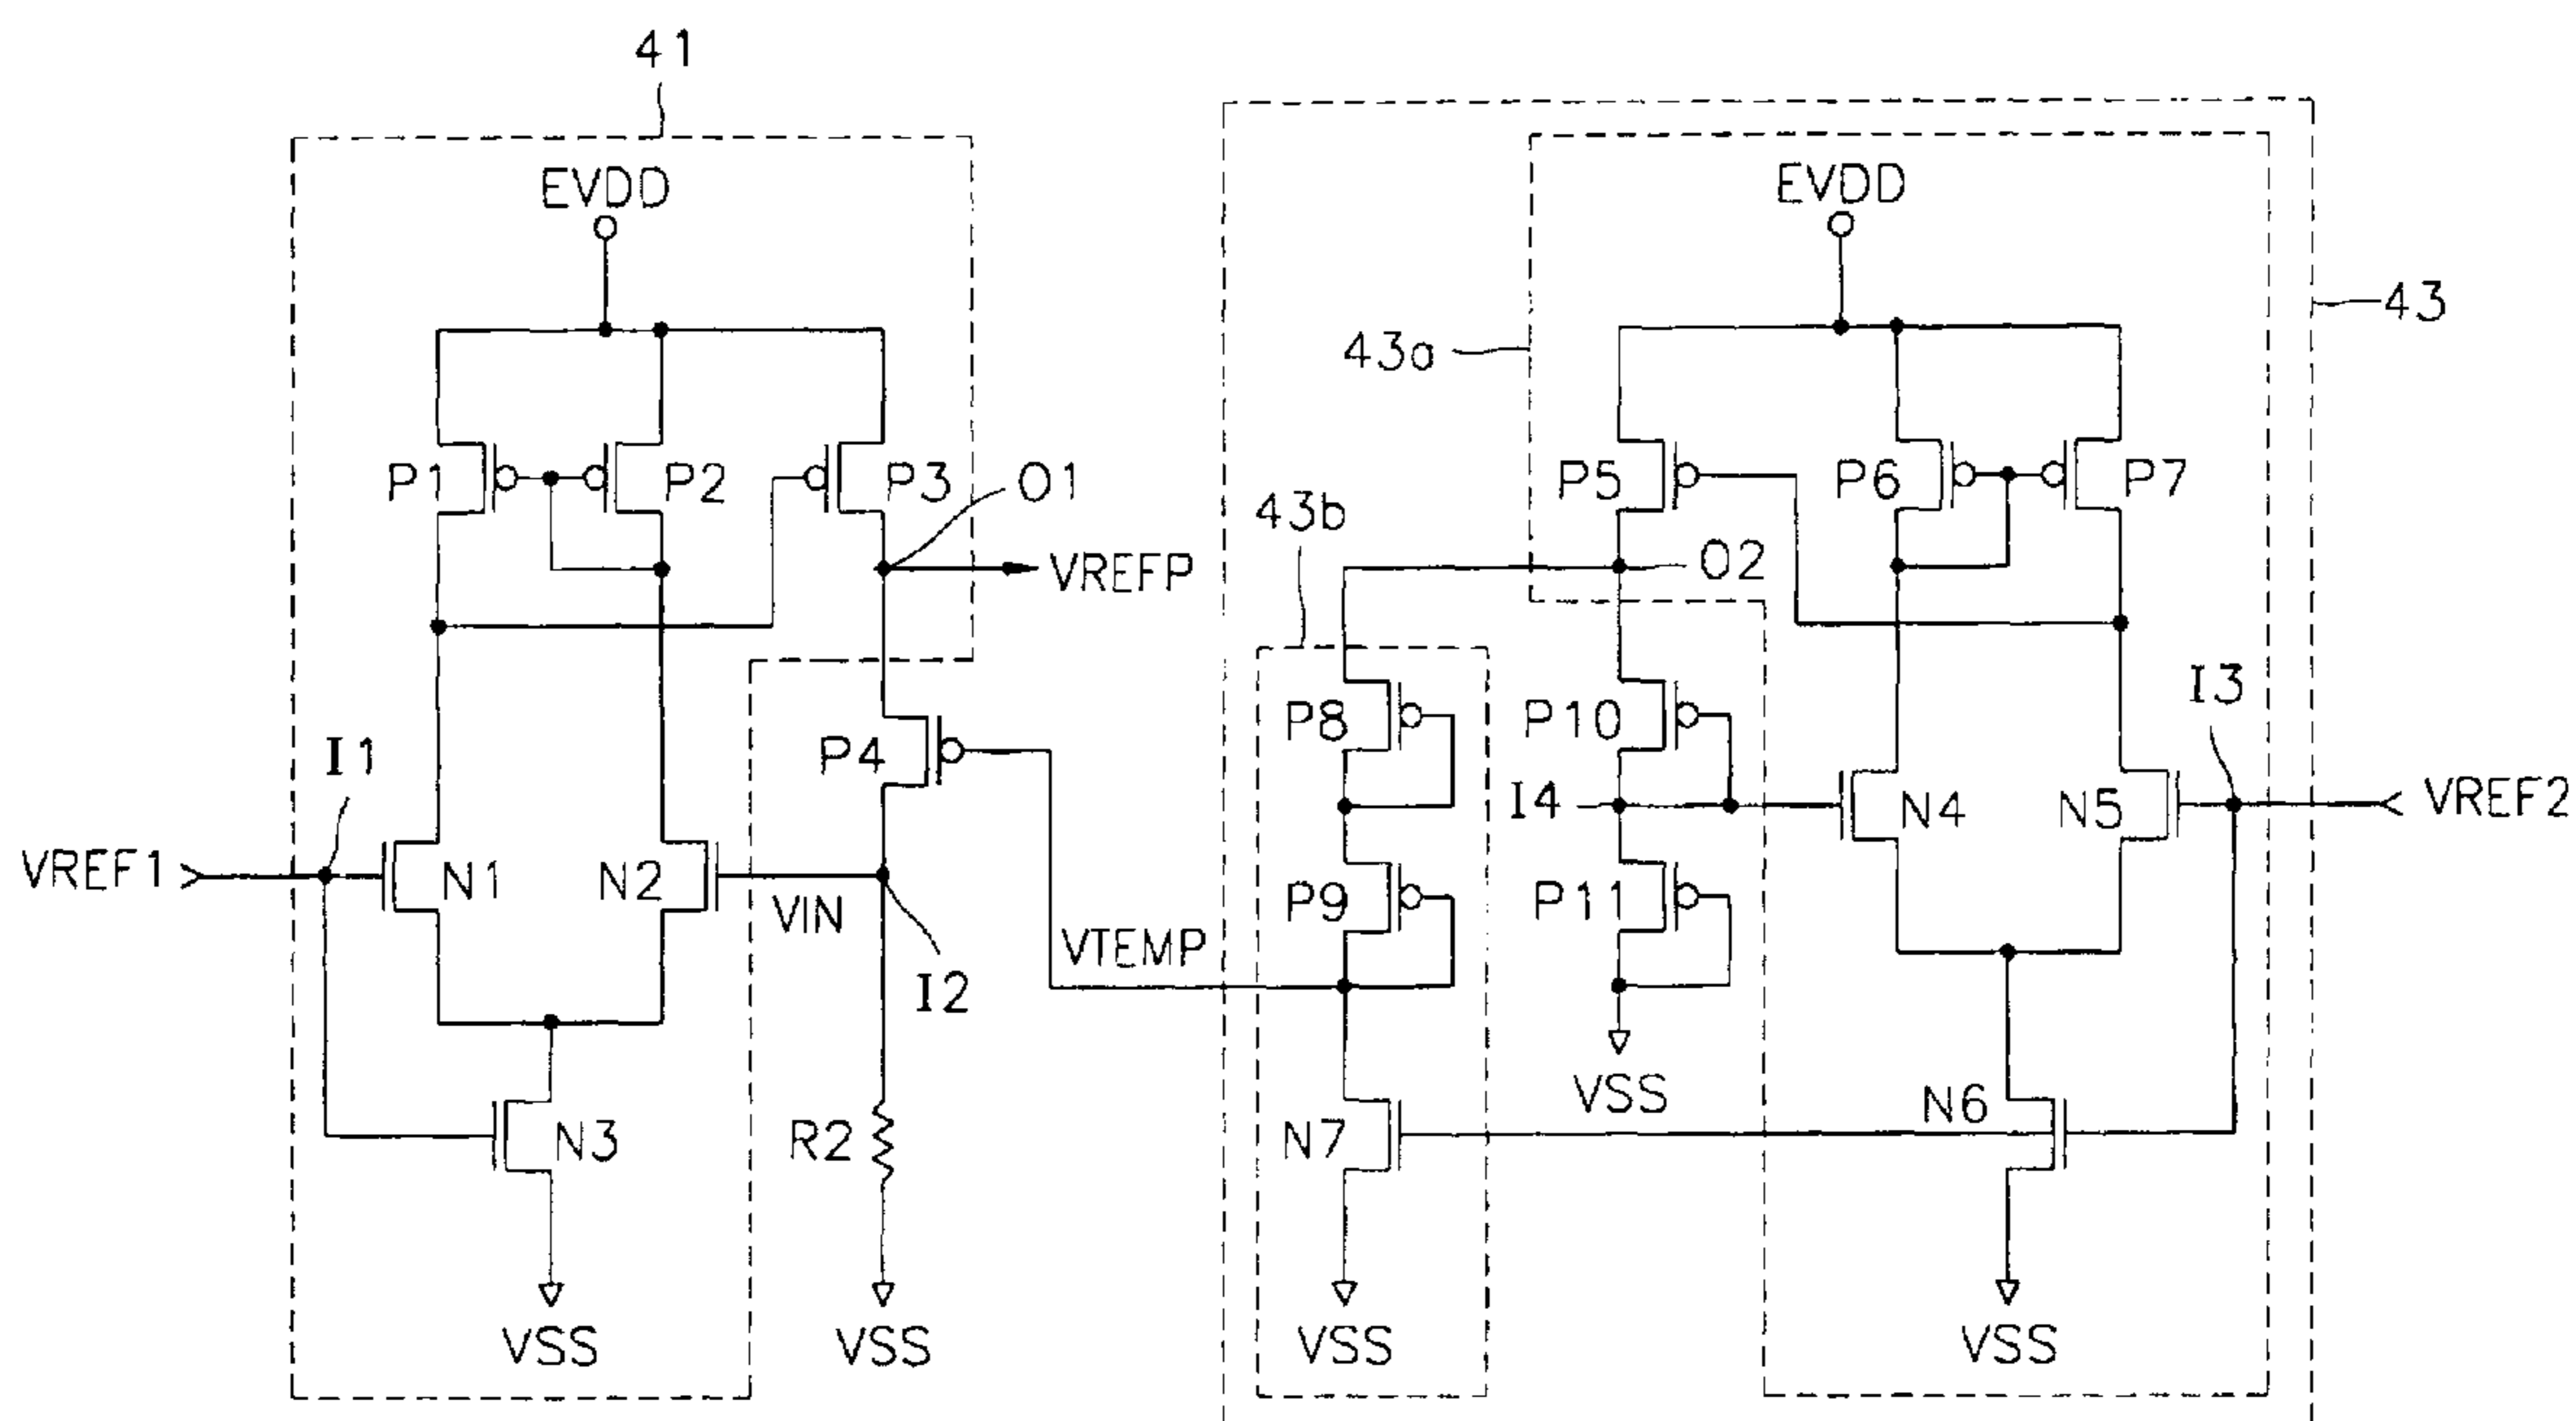 41
EVDD
EVDD
43
43a
P1
P2
P3
O1
P5
P6
P7
43b
VREFP
O2
I3
P8
P10
P4
I1
I4
N4
N5
VREF2
VREF1
N1
N2
VIN
P9
P11
VTEMP
I2
VSS
N6
R2
N3
N7
VSS
VSS
VSS
VSS